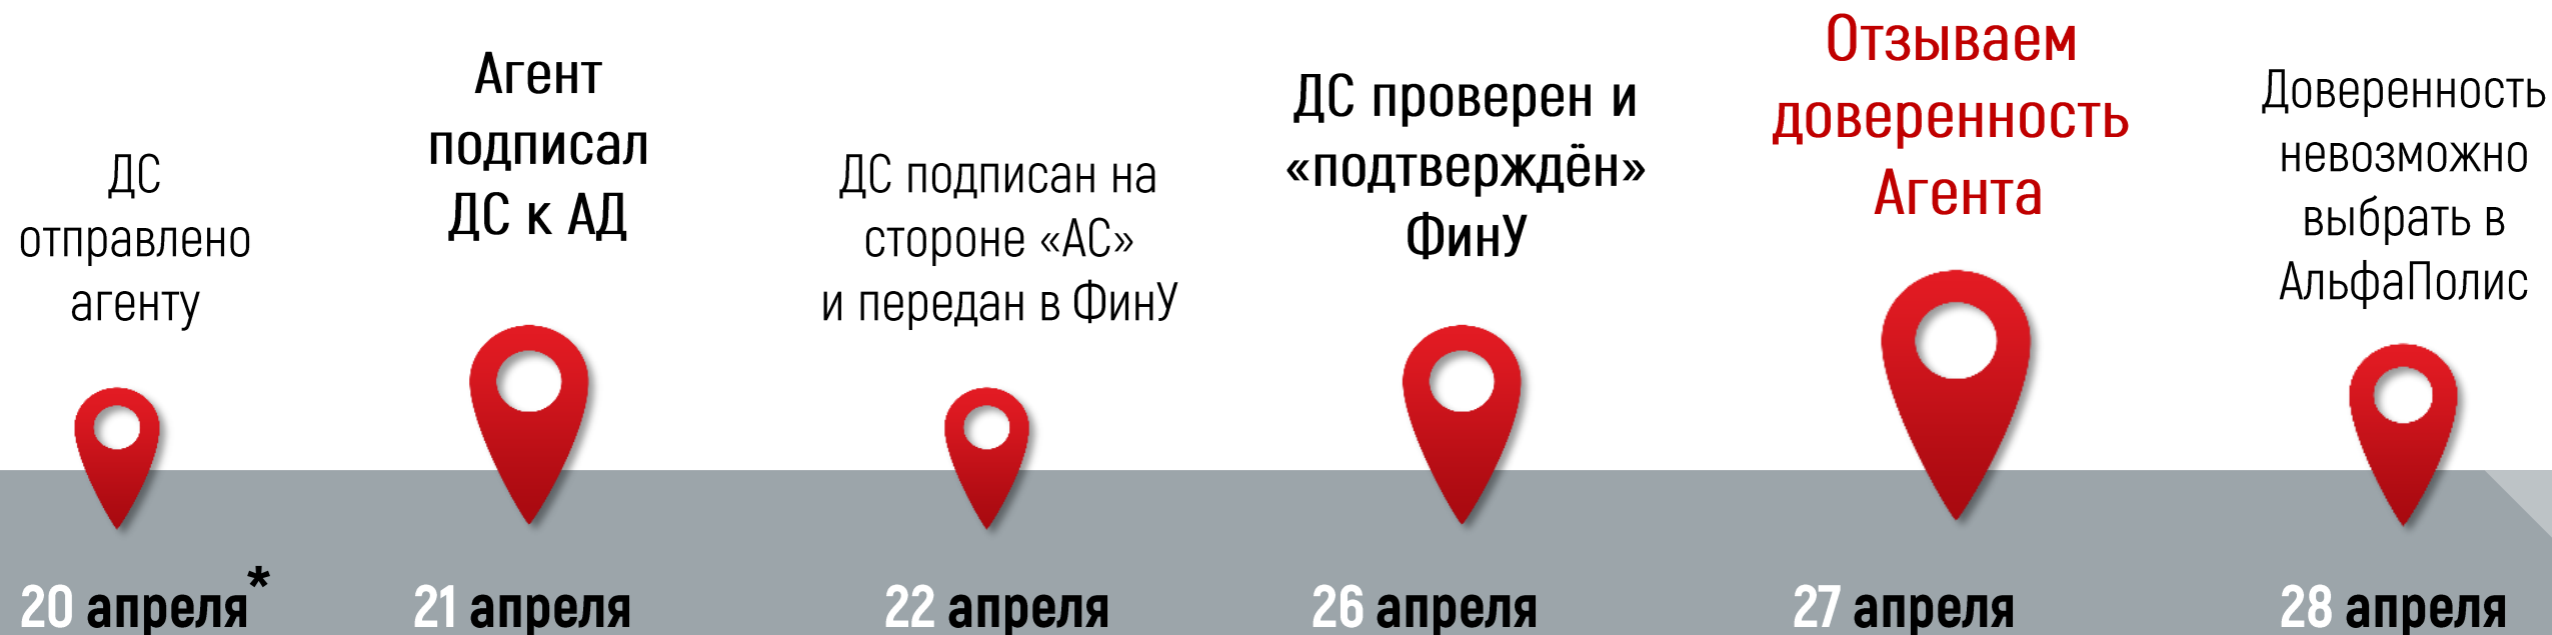 ДС
отправлено
агенту
Агент
подписал
ДС к АД
ДС подписан на
стороне «АС»
и передан в ФинУ
ДС проверен и
«подтверждён»
ФинУ
Отзываем
доверенность
Агента
Доверенность
невозможно
выбрать в
АльфаПолис
20 апреля*
21 апреля
22 апреля
26 апреля
27 апреля
28 апреля